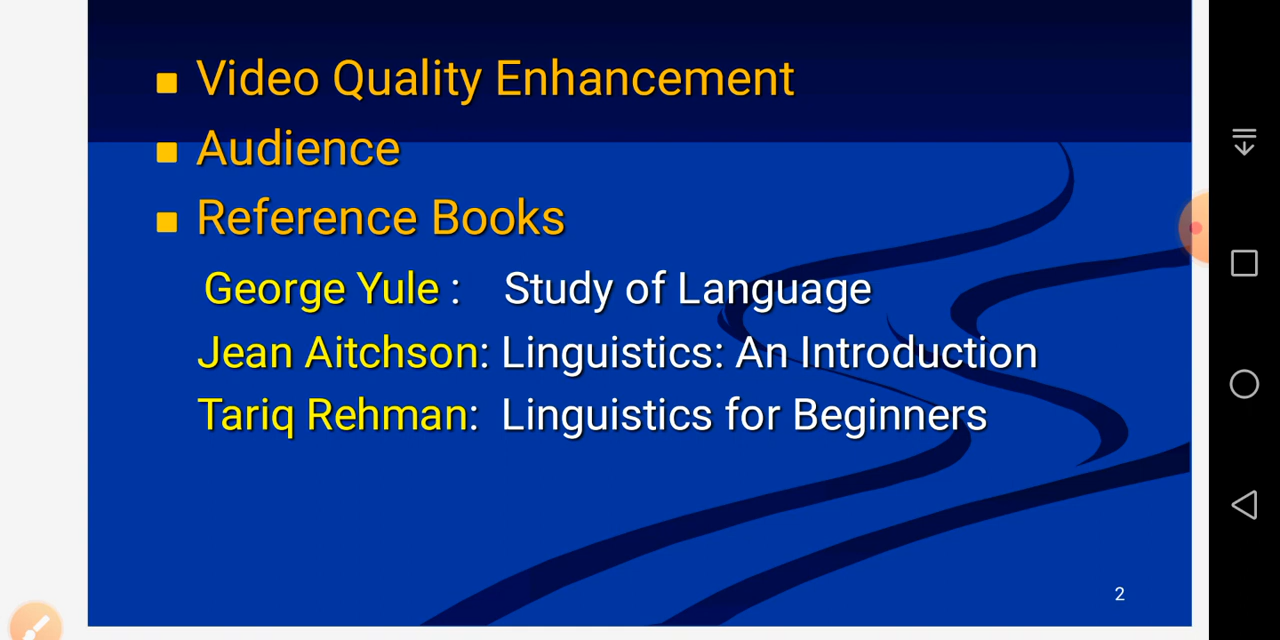 Video Quality Enhancement
Audience
Reference Books
George Yule : Study of Language
Jean Aitchson: Linguistics: An Introduction
Tariq Rehman: Linguistics for Beginners
2